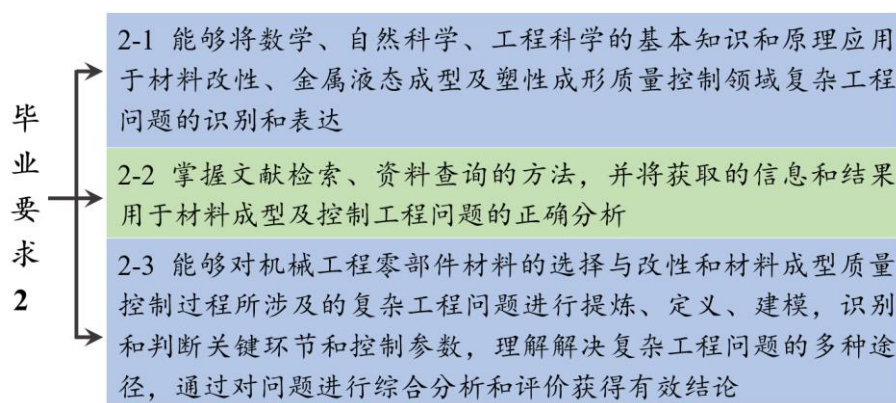 毕业要求2
2-1 能够将数学、自然科学、工程科学的基本知识和原理应用
于材料改性、金属液态成型及塑性成形质量控制领域复杂工程
问题的识别和表达
2-2 掌握文献检索、资料查询的方法，并将获取的信息和结果
用于材料成型及控制工程问题的正确分析
2-3 能够对机械工程零部件材料的选择与改性和材料成型质量
控制过程所涉及的复杂工程问题进行提炼、定义、建模，识别
和判断关键环节和控制参数，理解解决复杂工程问题的多种途
径，通过对问题进行综合分析和评价获得有效结论